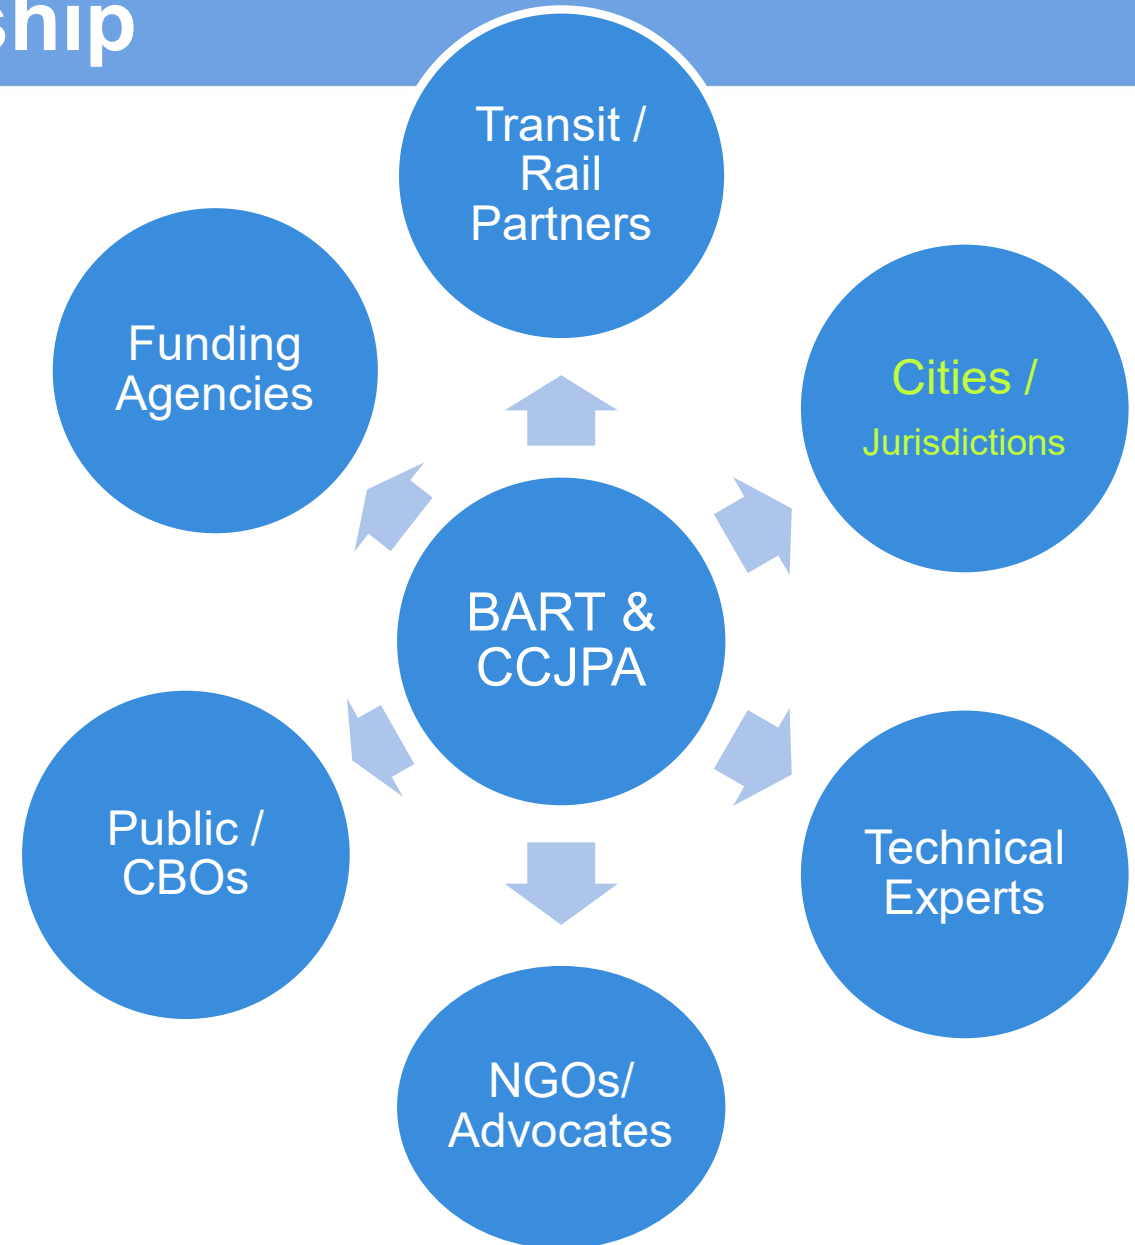 ship
Transit /
Rail
Partners
Funding
Agencies
Cities /
Jurisdictions
BART &
CCJPA
Public /
CBOs
Technical
Experts
NGOs/
Advocates